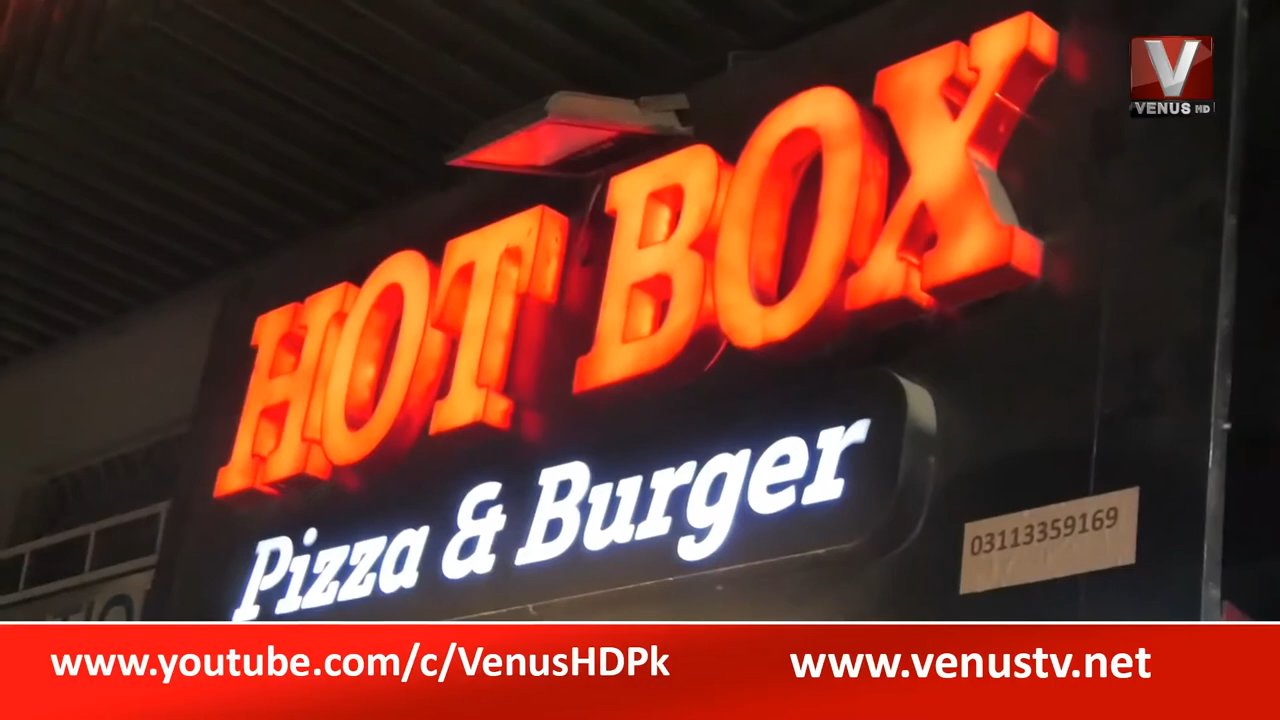 V
VENUS HD
HOT BOX
Pizza & Burger
03113359169
www.youtube.com/c/VenusHDPk
www.venustv.net